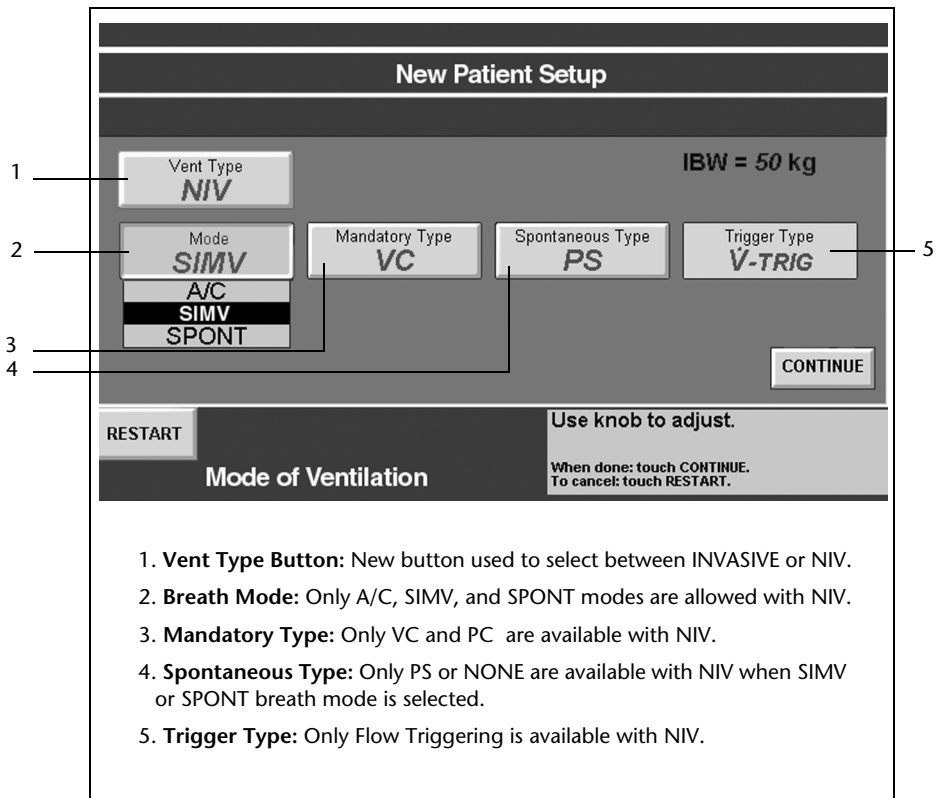 New Patient Setup
1
Vent Type
NIV
IBW = 50 kg
2
Mode
SIMV
Mandatory Type
VC
Spontaneous Type
PS
Trigger Type
V̇-TRIG
5
A/C
SIMV
SPONT
3
4
CONTINUE
RESTART
Mode of Ventilation
Use knob to adjust.
When done: touch CONTINUE.
To cancel: touch RESTART.
1. Vent Type Button: New button used to select between INVASIVE or NIV.
2. Breath Mode: Only A/C, SIMV, and SPONT modes are allowed with NIV.
3. Mandatory Type: Only VC and PC are available with NIV.
4. Spontaneous Type: Only PS or NONE are available with NIV when SIMV
or SPONT breath mode is selected.
5. Trigger Type: Only Flow Triggering is available with NIV.